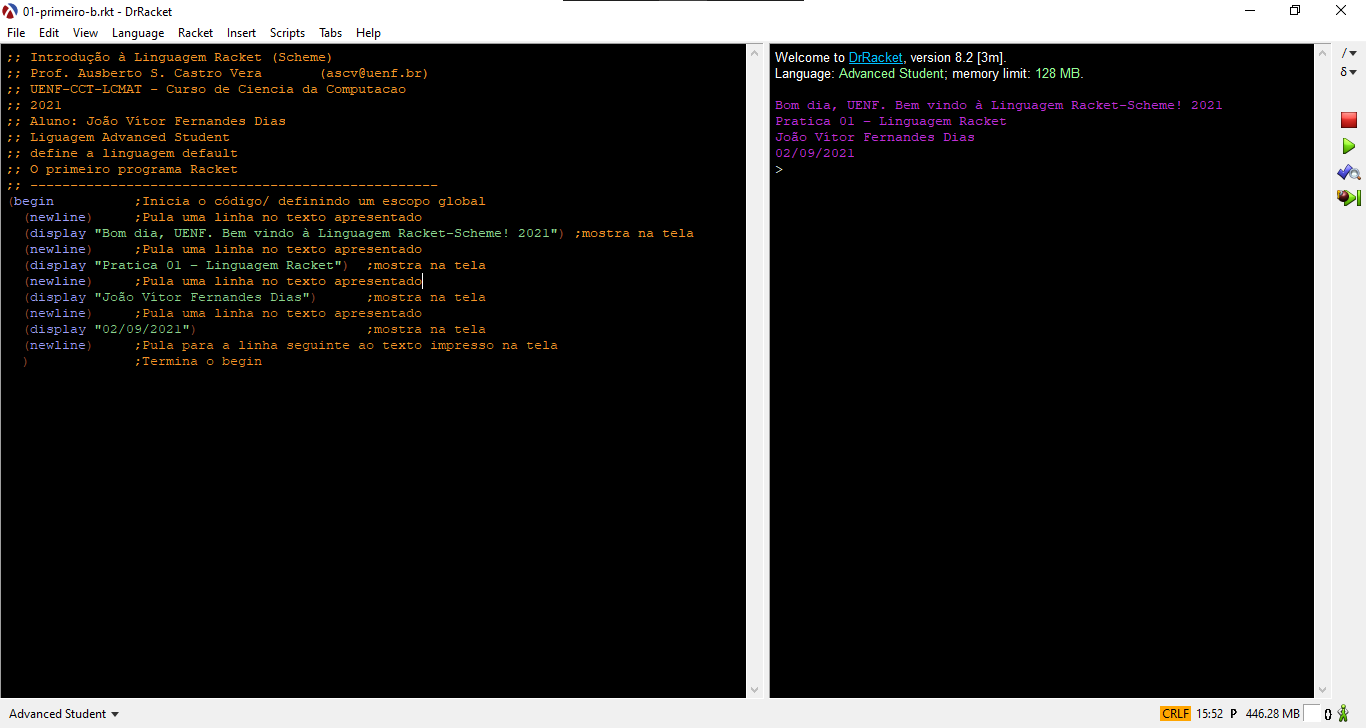 01-primeiro-b.rkt - DrRacket
File Edit View Language Racket Insert Scripts Tabs Help
;; Introdução à Linguagem Racket (Scheme)
;; Prof. Ausberto S. Castro Vera       (ascv@uenf.br)
;; UENF-CCT-LCMAT - Curso de Ciencia da Computacao
;; 2021
;; Aluno: João Vítor Fernandes Dias
;; Liguagem Advanced Student
;; define a linguagem default
;; O primeiro programa Racket
;; ---------------------------------------------------
(begin          ;Inicia o código/ definindo um escopo global
  (newline)     ;Pula uma linha no texto apresentado
  (display "Bom dia, UENF. Bem vindo à Linguagem Racket-Scheme! 2021") ;mostra na tela
  (newline)     ;Pula uma linha no texto apresentado
  (display "Pratica 01 - Linguagem Racket")  ;mostra na tela
  (newline)     ;Pula uma linha no texto apresentado
  (display "João Vítor Fernandes Dias")      ;mostra na tela
  (newline)     ;Pula uma linha no texto apresentado
  (display "02/09/2021")                     ;mostra na tela
  (newline)     ;Pula para a linha seguinte ao texto impresso na tela
  )             ;Termina o begin
Welcome to DrRacket, version 8.2 [3m].
Language: Advanced Student; memory limit: 128 MB.
Bom dia, UENF. Bem vindo à Linguagem Racket-Scheme! 2021
Pratica 01 - Linguagem Racket
João Vítor Fernandes Dias
02/09/2021
>
/
δ
Advanced Student
CRLF 15:52 P 446.28 MB ()